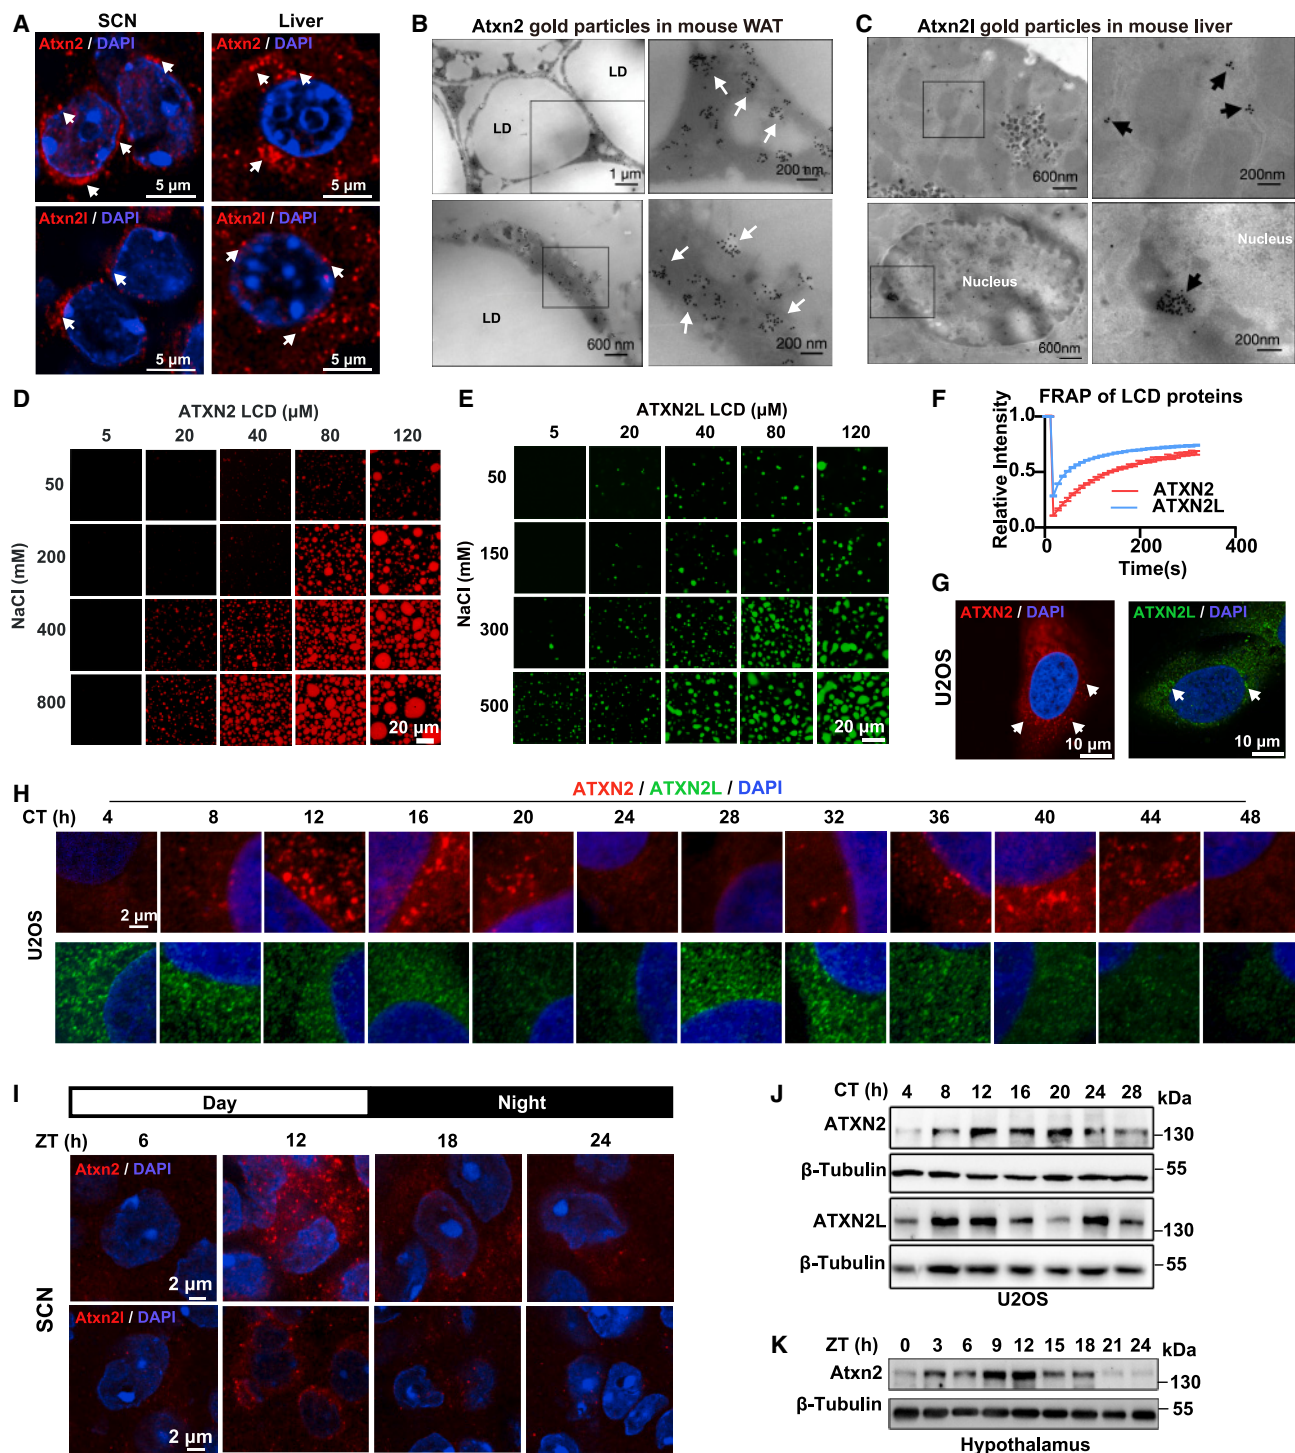 A
SCN
Liver
Atxn2 / DAPI
Atxn2 / DAPI
5 µm
5 µm
Atxn2l / DAPI
Atxn2l / DAPI
5 µm
5 µm
B
Atxn2 gold particles in mouse WAT
LD
LD
1 µm
200 nm
LD
600 nm
200 nm
C
Atxn2l gold particles in mouse liver
600nm
200nm
Nucleus
Nucleus
600nm
200nm
D
ATXN2 LCD (µM)
5 20 40 80 120
NaCl (mM)
50
200
400
800
20 µm
E
ATXN2L LCD (µM)
5 20 40 80 120
NaCl (mM)
50
150
300
500
20 µm
F
FRAP of LCD proteins
Relative Intensity
1.0
0.5
0.0
ATXN2
ATXN2L
0 200 400
Time(s)
G
U2OS
ATXN2 / DAPI
ATXN2L / DAPI
10 µm
10 µm
H
ATXN2 / ATXN2L / DAPI
CT (h) 4 8 12 16 20 24 28 32 36 40 44 48
U2OS
2 µm
I
Day
Night
ZT (h) 6 12 18 24
SCN
Atxn2 / DAPI
2 µm
Atxn2l / DAPI
2 µm
J
CT (h) 4 8 12 16 20 24 28 kDa
ATXN2
130
β-Tubulin
55
ATXN2L
130
β-Tubulin
55
U2OS
K
ZT (h) 0 3 6 9 12 15 18 21 24 kDa
Atxn2
130
β-Tubulin
55
Hypothalamus